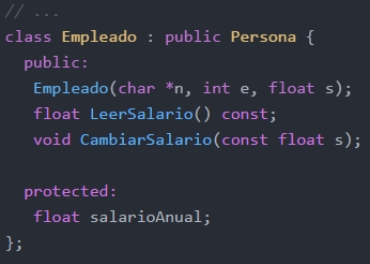 // ...
class Empleado : public Persona {
  public:
   Empleado(char *n, int e, float s);
   float LeerSalario() const;
   void CambiarSalario(const float s);

  protected:
   float salarioAnual;
};